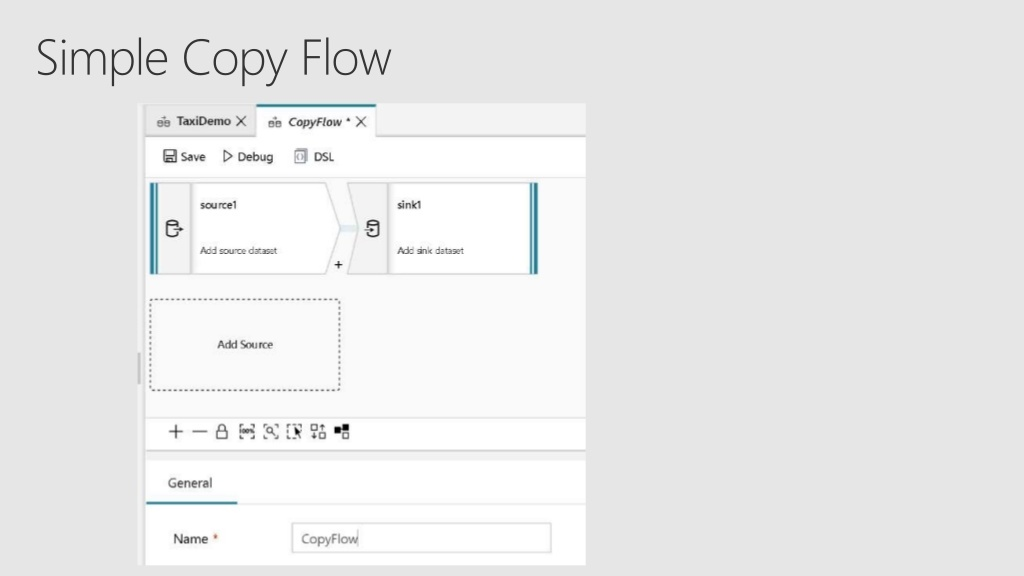 Simple Copy Flow
TaxiDemo CopyFlow *
Save Debug DSL
source1 sink1
Add source dataset Add sink dataset
+
Add Source
General
Name *
CopyFlow